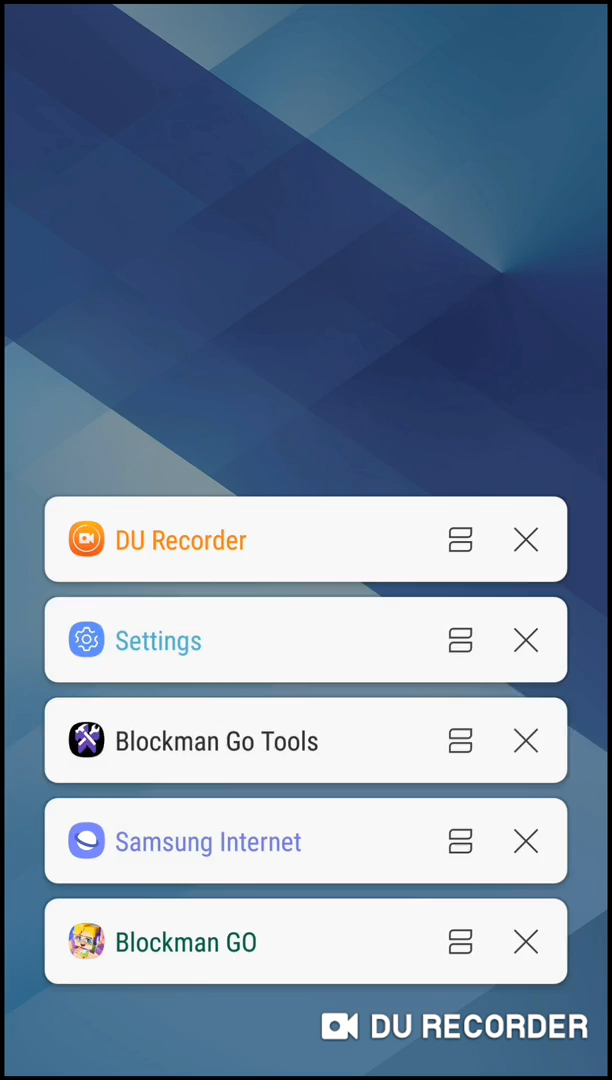 DU Recorder
Settings
Blockman Go Tools
Samsung Internet
Blockman GO
DU RECORDER